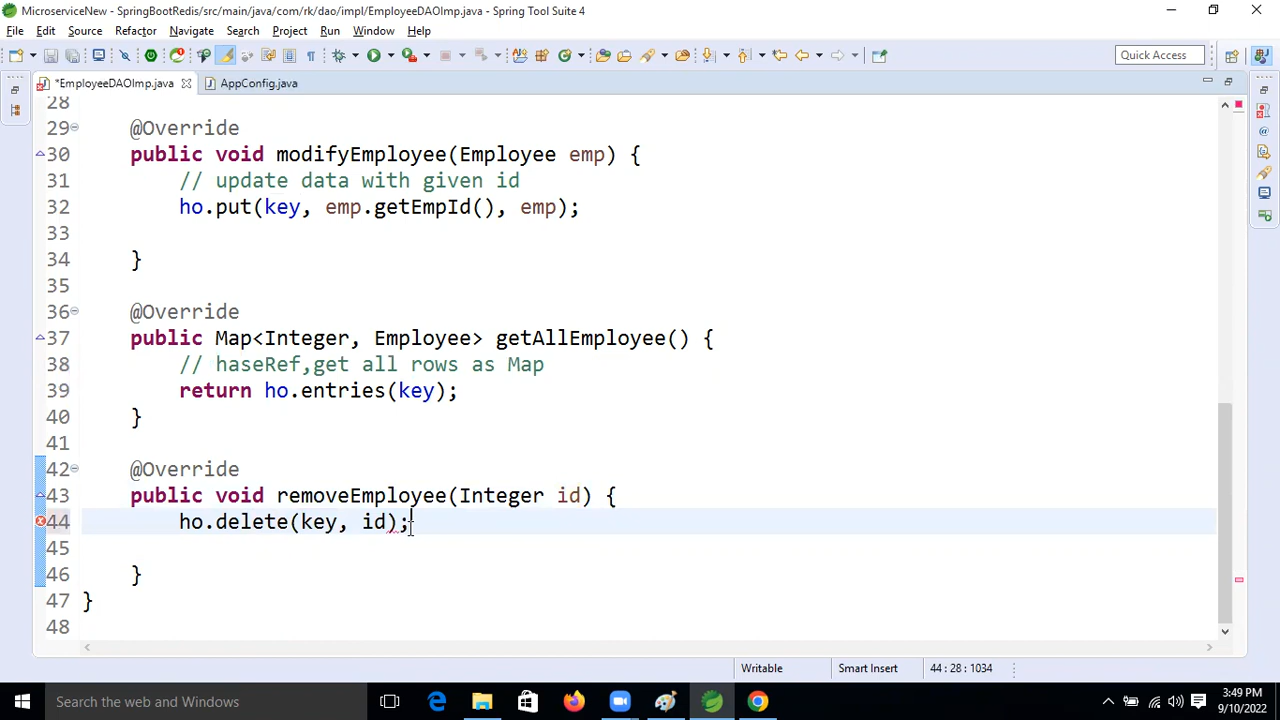 MicroserviceNew - SpringBootRedis/src/main/java/com/rk/dao/impl/EmployeeDAOImp.java - Spring Tool Suite 4
File Edit Source Refactor Navigate Search Project Run Window Help
Quick Access
*EmployeeDAOImp.java AppConfig.java
28
29 @Override
30 public void modifyEmployee(Employee emp) {
31 // update data with given id
32 ho.put(key, emp.getEmpId(), emp);
33
34 }
35
36 @Override
37 public Map<Integer, Employee> getAllEmployee() {
38 // haseRef,get all rows as Map
39 return ho.entries(key);
40 }
41
42 @Override
43 public void removeEmployee(Integer id) {
44 ho.delete(key, id);
45
46 }
47 }
48
Writable Smart Insert 44 : 28 : 1034
Search the web and Windows
3:49 PM
9/10/2022